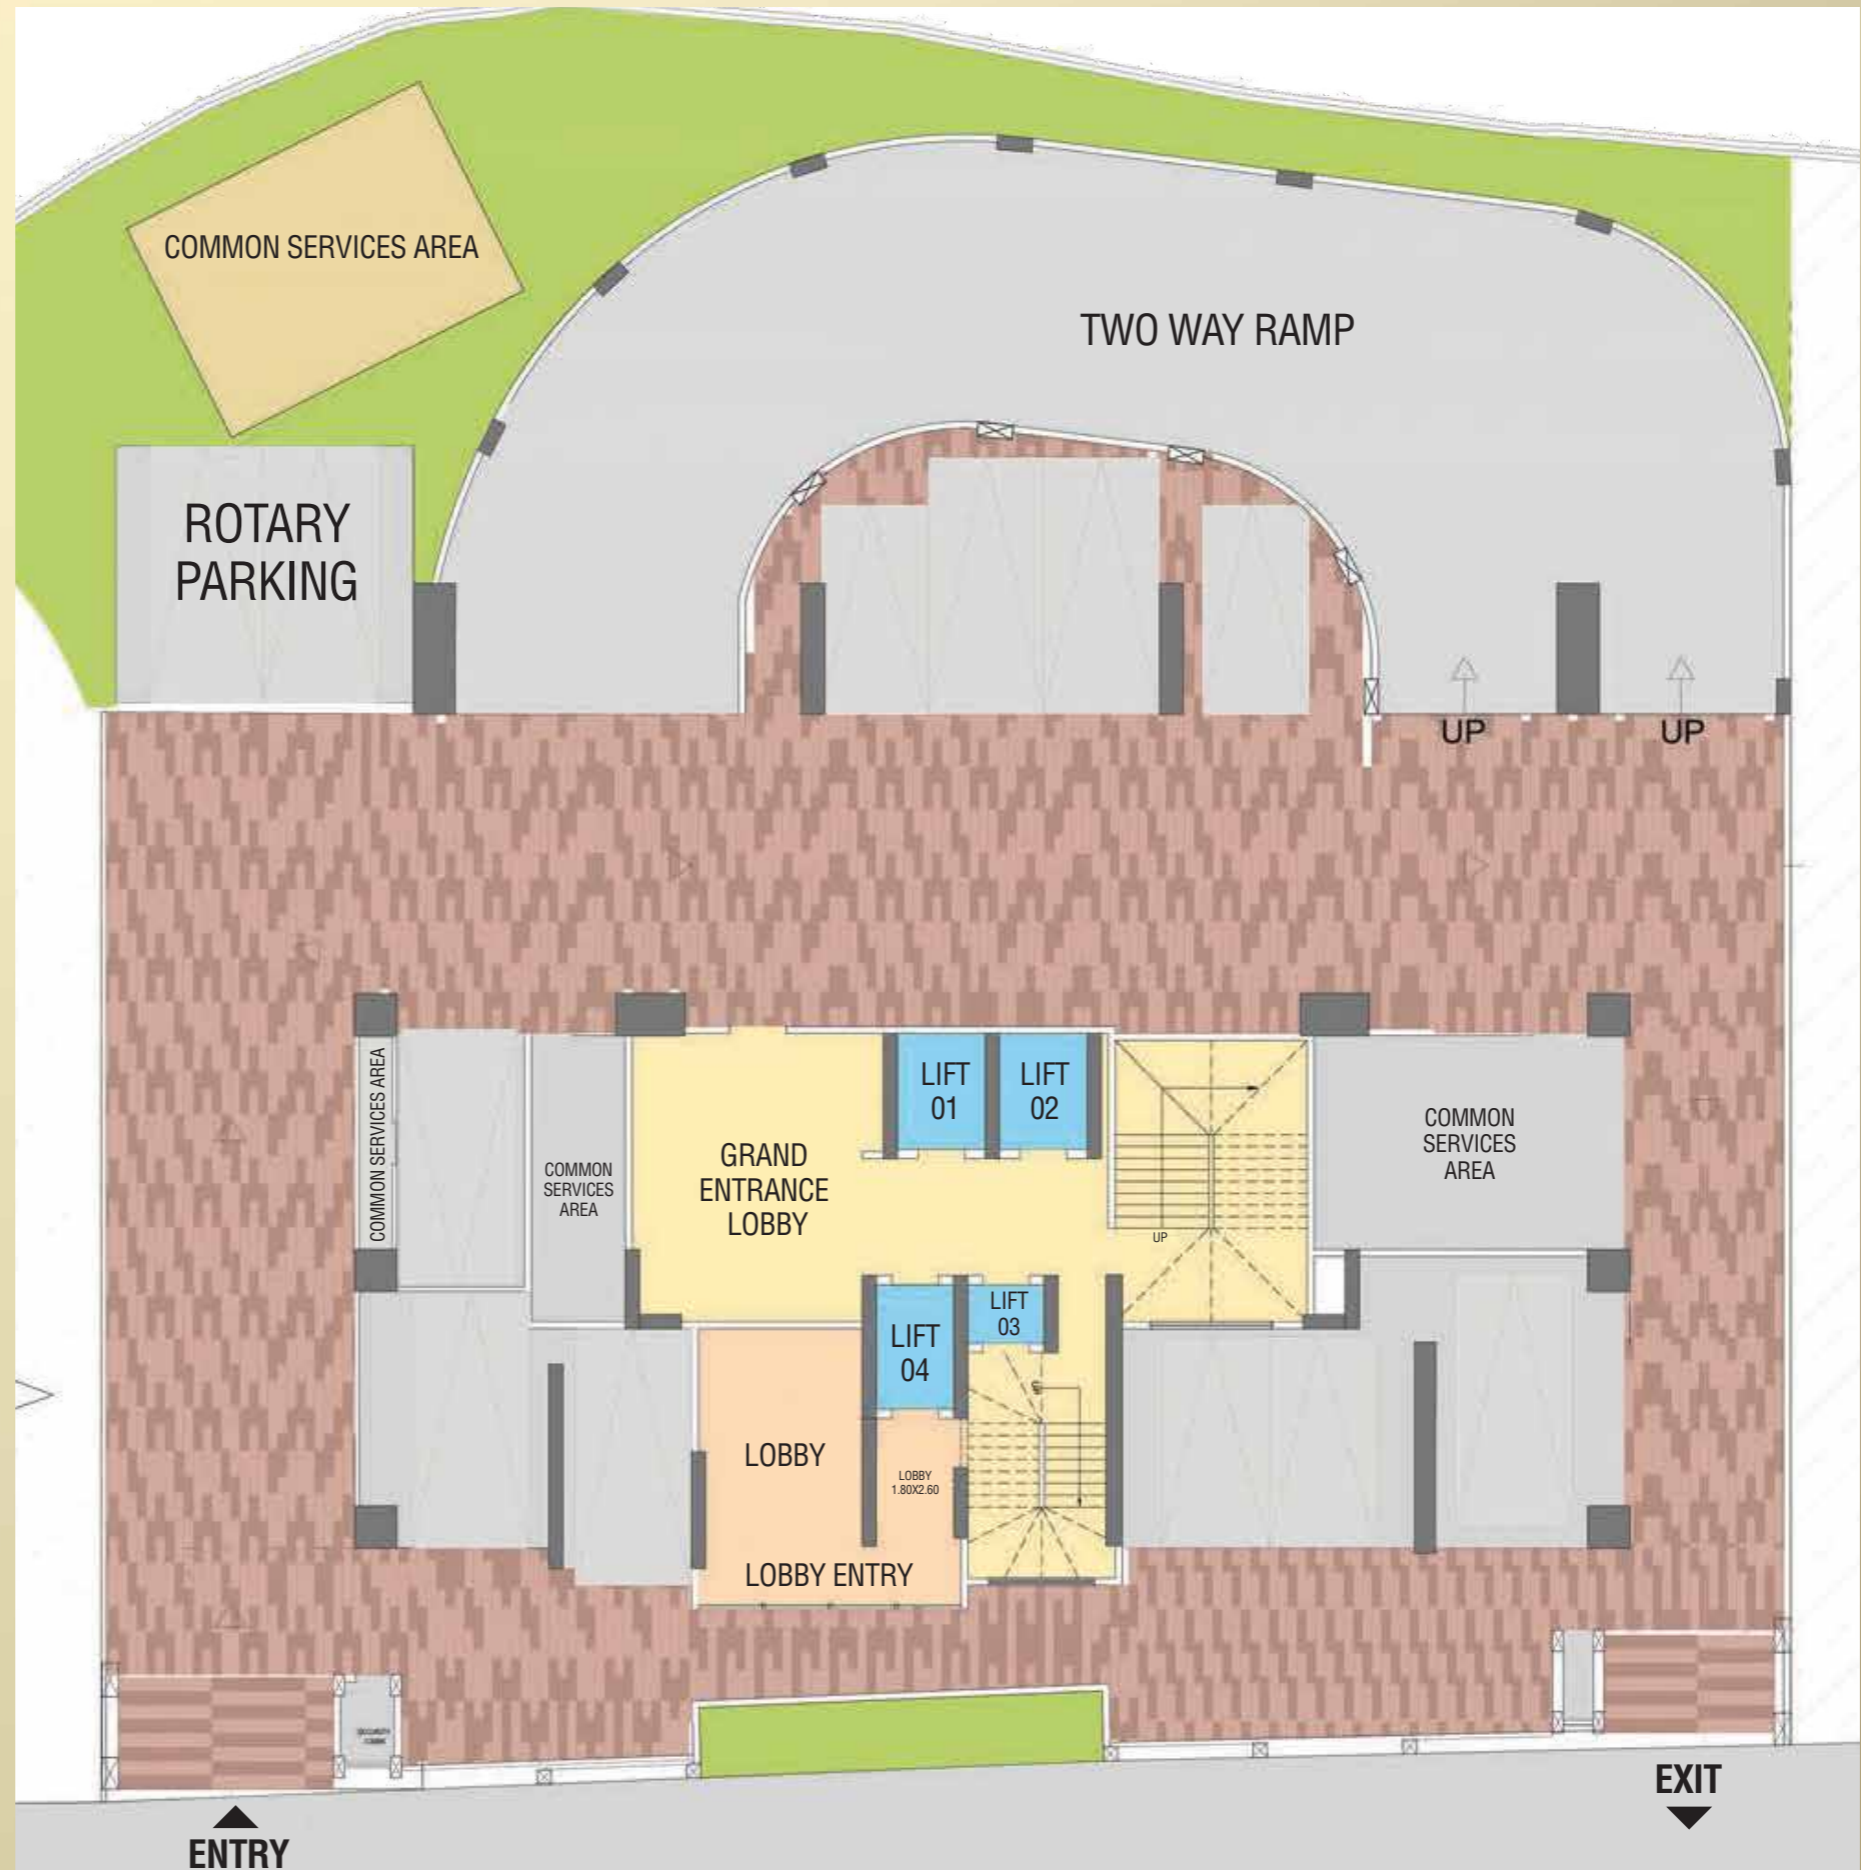 COMMON SERVICES AREA
TWO WAY RAMP
ROTARY
PARKING
UP
UP
COMMON SERVICES AREA
COMMON
SERVICES
AREA
GRAND
ENTRANCE
LOBBY
LIFT
01
LIFT
02
UP
COMMON
SERVICES
AREA
LIFT
03
LIFT
04
LOBBY
LOBBY
1.80X2.60
LOBBY ENTRY
ENTRY
EXIT